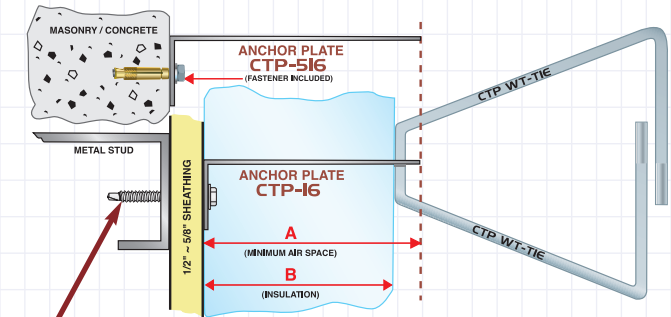 MASONRY / CONCRETE
ANCHOR PLATE
CTP-516
(FASTENER INCLUDED)
CTP WT-TIE
METAL STUD
1/2" ~ 5/8" SHEATHING
ANCHOR PLATE
CTP-16
A
(MINIMUM AIR SPACE)
B
(INSULATION)
CTP WT-TIE